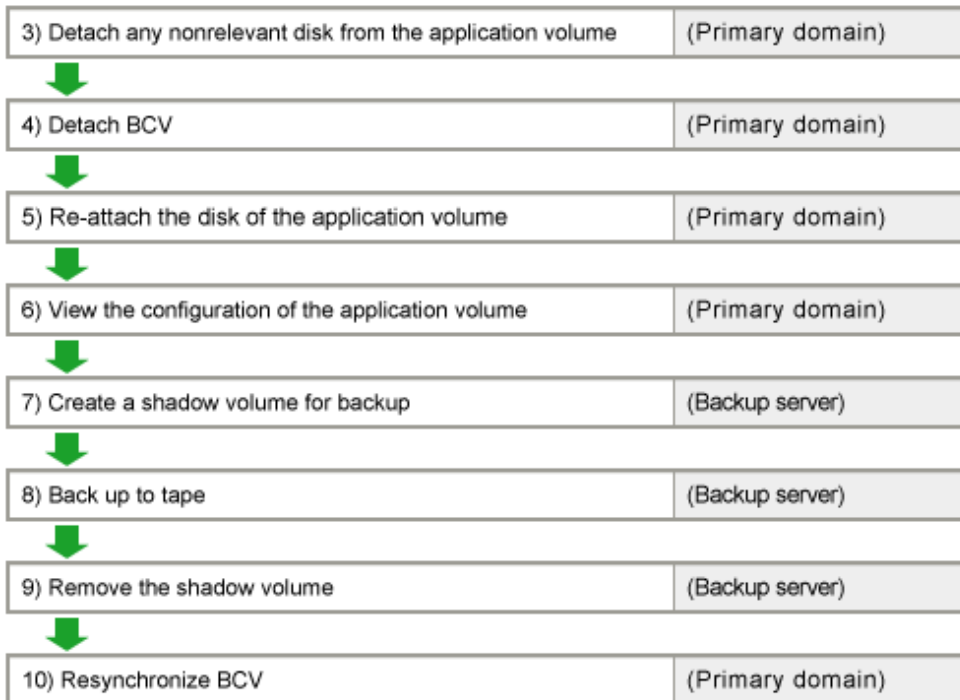 3) Detach any nonrelevant disk from the application volume (Primary domain)
4) Detach BCV (Primary domain)
5) Re-attach the disk of the application volume (Primary domain)
6) View the configuration of the application volume (Primary domain)
7) Create a shadow volume for backup (Backup server)
8) Back up to tape (Backup server)
9) Remove the shadow volume (Backup server)
10) Resynchronize BCV (Primary domain)